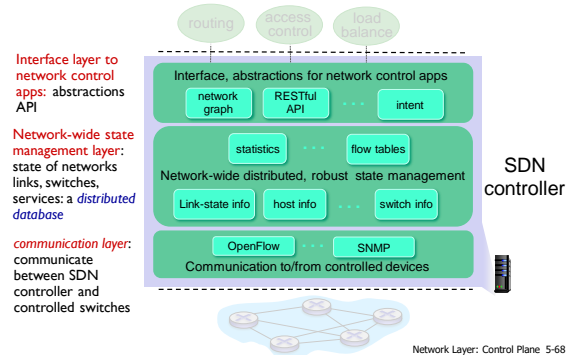 routing
access
control
load
balance
Interface layer to
network control
apps: abstractions
API
Interface, abstractions for network control apps
network
graph
RESTful
API
intent
Network-wide state
management layer:
state of networks
links, switches,
services: a distributed
database
statistics
flow tables
Network-wide distributed, robust state management
Link-state info
host info
switch info
SDN
controller
communication layer:
communicate
between SDN
controller and
controlled switches
OpenFlow
SNMP
Communication to/from controlled devices
Network Layer: Control Plane 5-68